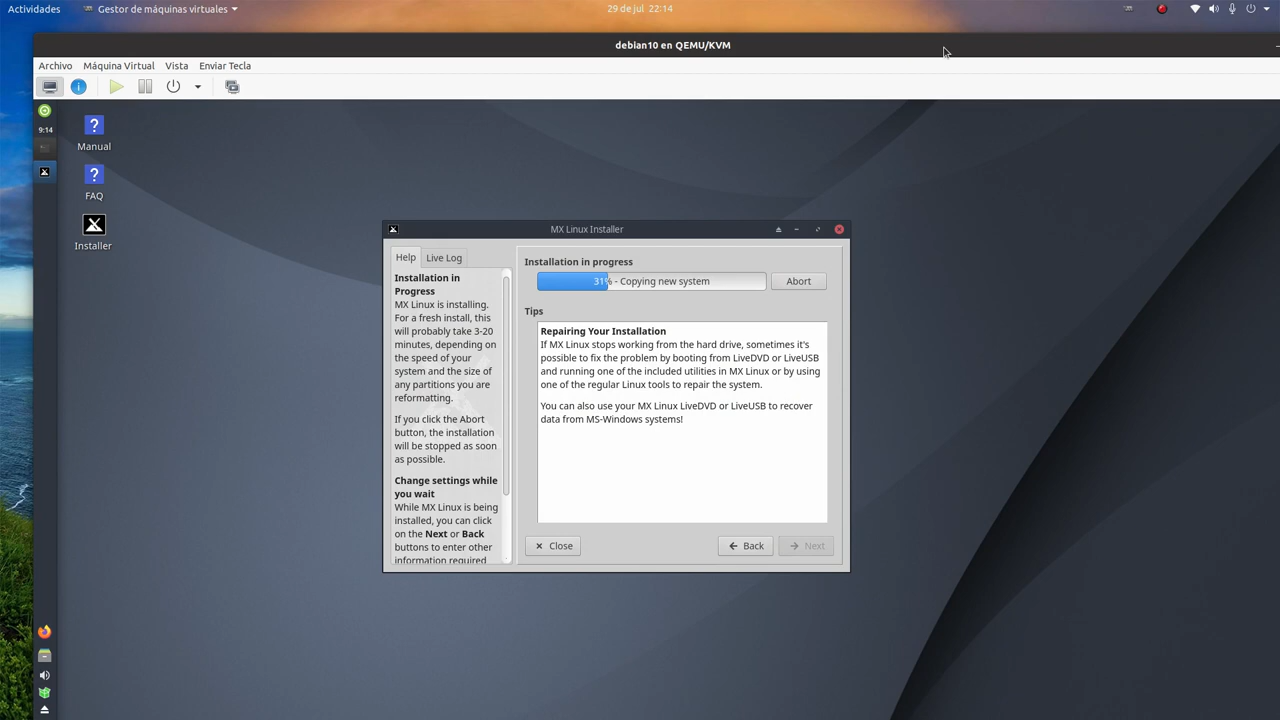 Actividades
Gestor de máquinas virtuales
29 de jul 22:14
debian10 en QEMU/KVM
Archivo Máquina Virtual Vista Enviar Tecla
9:14
Manual
FAQ
Installer
MX Linux Installer
Help Live Log
Installation in
Progress
MX Linux is installing.
For a fresh install, this
will probably take 3-20
minutes, depending on
the speed of your
system and the size of
any partitions you are
reformatting.
If you click the Abort
button, the installation
will be stopped as soon
as possible.
Change settings while
you wait
While MX Linux is being
installed, you can click
on the Next or Back
buttons to enter other
information required
Installation in progress
31% - Copying new system
Abort
Tips
Repairing Your Installation
If MX Linux stops working from the hard drive, sometimes it's
possible to fix the problem by booting from LiveDVD or LiveUSB
and running one of the included utilities in MX Linux or by using
one of the regular Linux tools to repair the system.
You can also use your MX Linux LiveDVD or LiveUSB to recover
data from MS-Windows systems!
Close
Back
Next